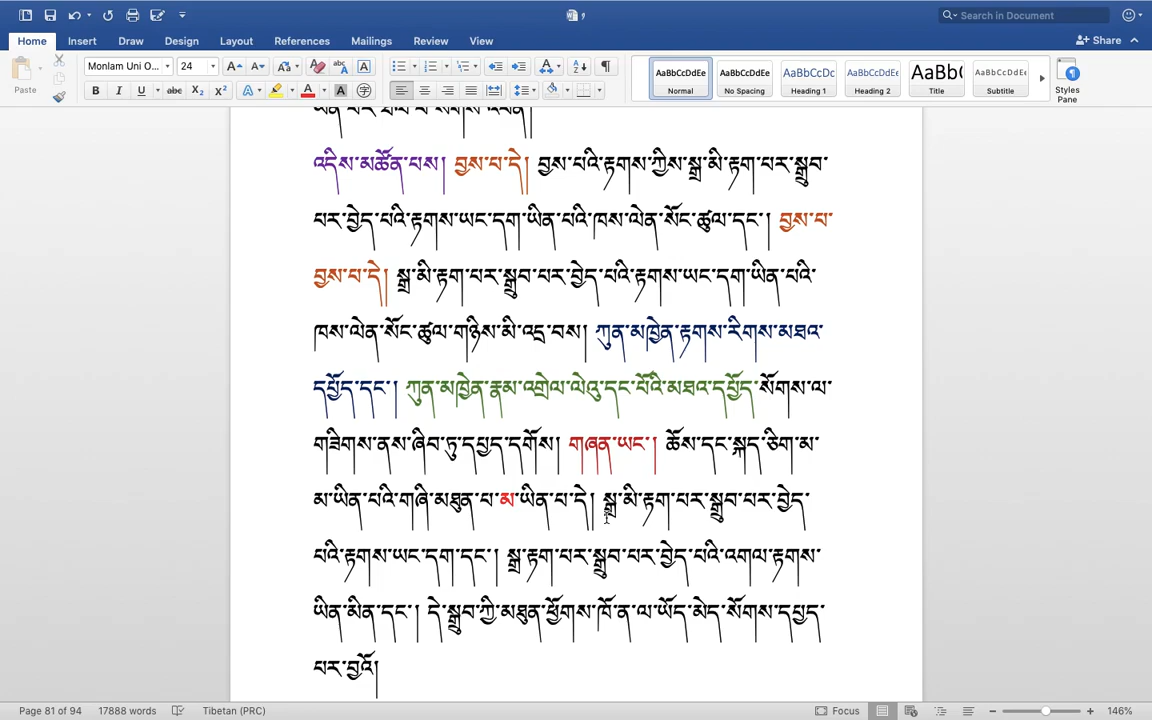 Search in Document
Home Insert Draw Design Layout References Mailings Review View Share
Paste Monlam Uni O... 24 AaBbCcDdEe AaBbCcDdEe AaBbCcDc AaBbCcDdEe AaBb( AaBbCcDdEe Styles Pane
Normal No Spacing Heading 1 Heading 2 Title Subtitle
འདིས་མཚོན་པས། བྱས་པ་དེ། བྱས་པའི་རྟགས་ཀྱིས་སྒྲ་མི་རྟག་པར་སྒྲུབ་
པར་བྱེད་པའི་རྟགས་ཡང་དག་ཡིན་པའི་ཁས་ལེན་སོང་ཚུལ་དང་། བྱས་པ་
བྱས་པ་དེ། སྒྲ་མི་རྟག་པར་སྒྲུབ་པར་བྱེད་པའི་རྟགས་ཡང་དག་ཡིན་པའི་
ཁས་ལེན་སོང་ཚུལ་གཉིས་མི་འདྲ་བས། ཀུན་མཁྱེན་རྟགས་རིགས་མཐའ་
དཔྱོད་དང་། ཀུན་མཁྱེན་རྣམ་འགྲེལ་ལེའུ་དང་པོའི་མཐའ་དཔྱོད་སོགས་ལ་
གཟིགས་ནས་ཞིབ་ཏུ་དཔྱད་དགོས། གཞན་ཡང་། ཆོས་དང་སྐད་ཅིག་མ་
མ་ཡིན་པའི་གཞི་མཐུན་པ་མ་ཡིན་པ་དེ། སྒྲ་མི་རྟག་པར་སྒྲུབ་པར་བྱེད་
པའི་རྟགས་ཡང་དག་དང་། སྒྲ་རྟག་པར་སྒྲུབ་པར་བྱེད་པའི་འགལ་རྟགས་
ཡིན་མིན་དང་། དེ་སྒྲུབ་ཀྱི་མཐུན་ཕྱོགས་ཁོ་ན་ལ་ཡོད་མེད་སོགས་དཔྱད་
པར་བྱའོ།
Page 81 of 94 17888 words Tibetan (PRC) Focus 146%